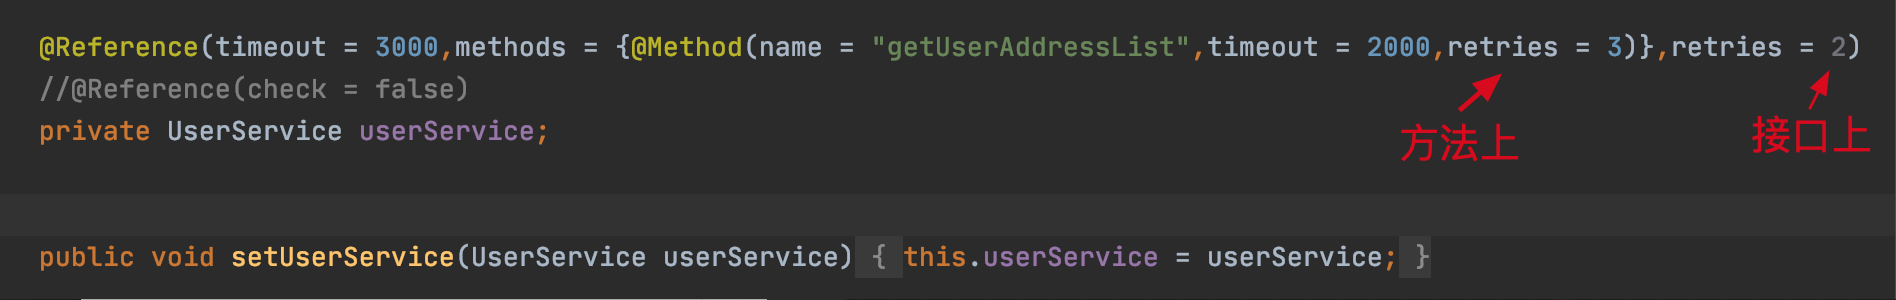 @Reference(timeout = 3000,methods = {@Method(name = "getUserAddressList",timeout = 2000,retries = 3)},retries = 2)
//@Reference(check = false)
private UserService userService;
方法上
接口上
public void setUserService(UserService userService) { this.userService = userService; }